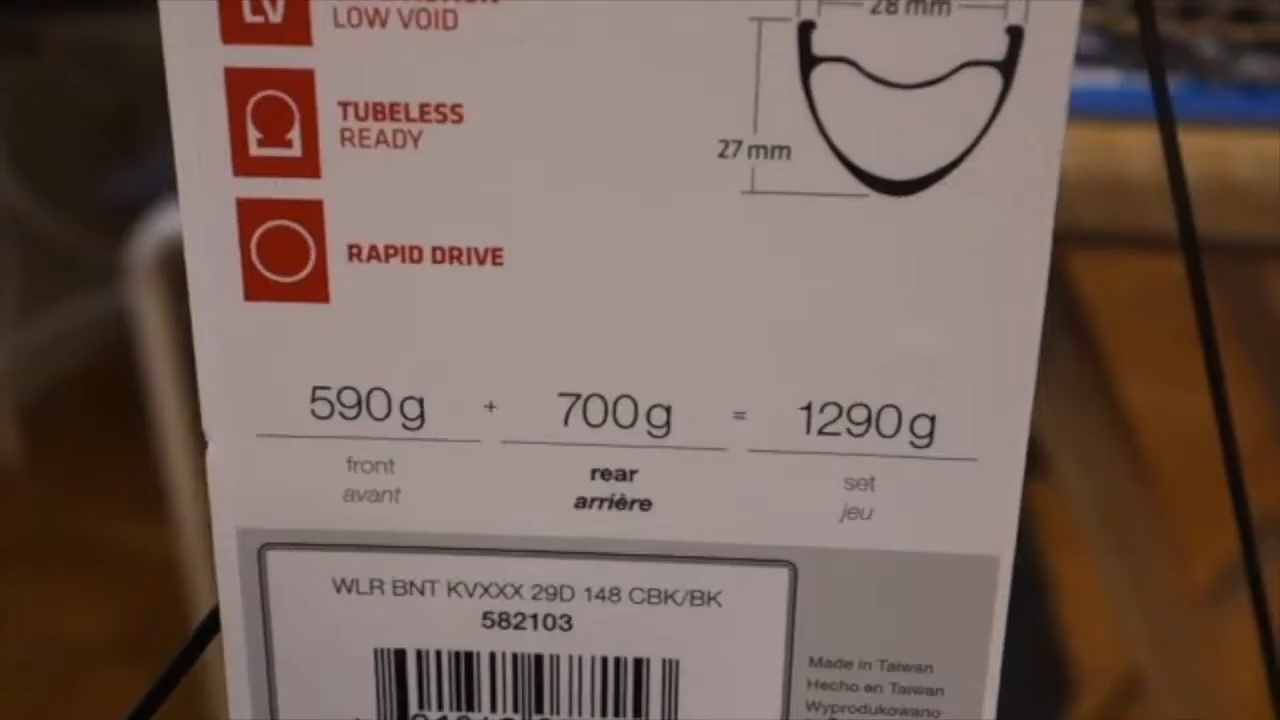 LV
LOW VOID
28 mm
TUBELESS
READY
27 mm
RAPID DRIVE
590g + 700g = 1290g
front rear set
avant arrière jeu
WLR BNT KVXXX 29D 148 CBK/BK
582103
Made in Taiwan
Hecho en Taiwan
Wyprodukowano